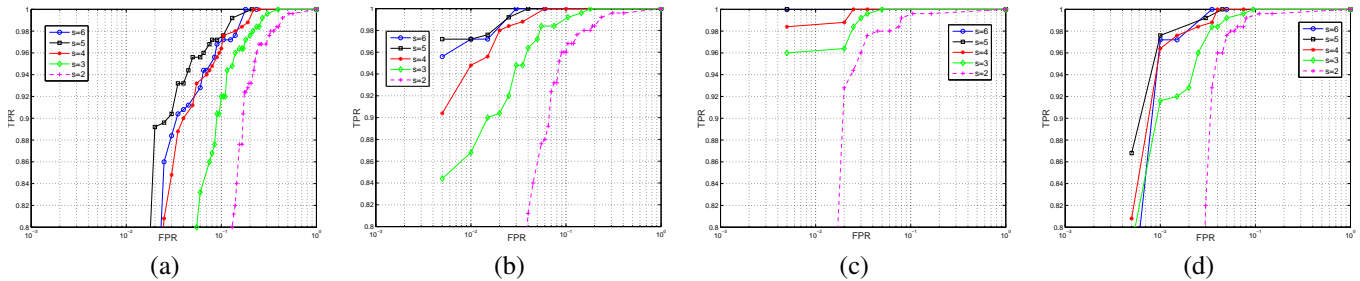 1
0.98
0.96
0.94
0.92
0.9
0.88
0.86
0.84
0.82
0.8
TPR
s=6
s=5
s=4
s=3
s=2
10⁻³
10⁻²
10⁻¹
10⁰
FPR
(a)
1
0.98
0.96
0.94
0.92
0.9
0.88
0.86
0.84
0.82
0.8
TPR
s=6
s=5
s=4
s=3
s=2
10⁻³
10⁻²
10⁻¹
10⁰
FPR
(b)
1
0.98
0.96
0.94
0.92
0.9
0.88
0.86
0.84
0.82
0.8
TPR
s=6
s=5
s=4
s=3
s=2
10⁻³
10⁻²
10⁻¹
10⁰
FPR
(c)
1
0.98
0.96
0.94
0.92
0.9
0.88
0.86
0.84
0.82
0.8
TPR
s=6
s=5
s=4
s=3
s=2
10⁻³
10⁻²
10⁻¹
10⁰
FPR
(d)